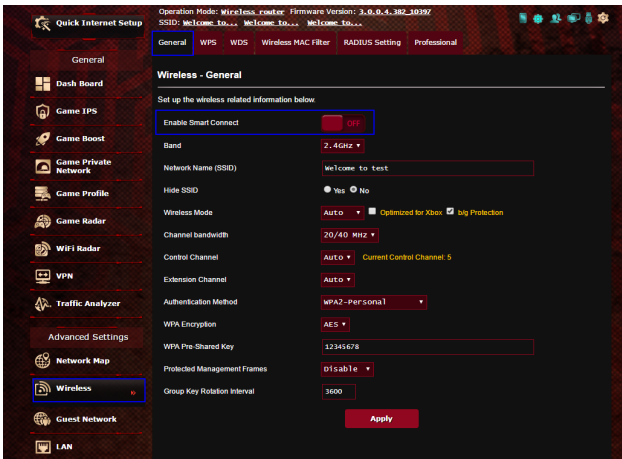 Quick Internet Setup
Operation Mode: Wireless router Firmware Version: 3.0.0.4.382_10397
SSID: Welcome to... Welcome to... Welcome to...
General WPS WDS Wireless MAC Filter RADIUS Setting Professional
General
Dash Board
Game IPS
Game Boost
Game Private
Network
Game Profile
Game Radar
WiFi Radar
VPN
Traffic Analyzer
Advanced Settings
Network Map
Wireless »
Guest Network
LAN
Wireless - General
Set up the wireless related information below.
Enable Smart Connect OFF
Band 2.4GHz
Network Name (SSID) Welcome to test
Hide SSID Yes No
Wireless Mode Auto Optimized for Xbox b/g Protection
Channel bandwidth 20/40 MHz
Control Channel Auto Current Control Channel: 5
Extension Channel Auto
Authentication Method WPA2-Personal
WPA Encryption AES
WPA Pre-Shared Key 12345678
Protected Management Frames Disable
Group Key Rotation Interval 3600
Apply